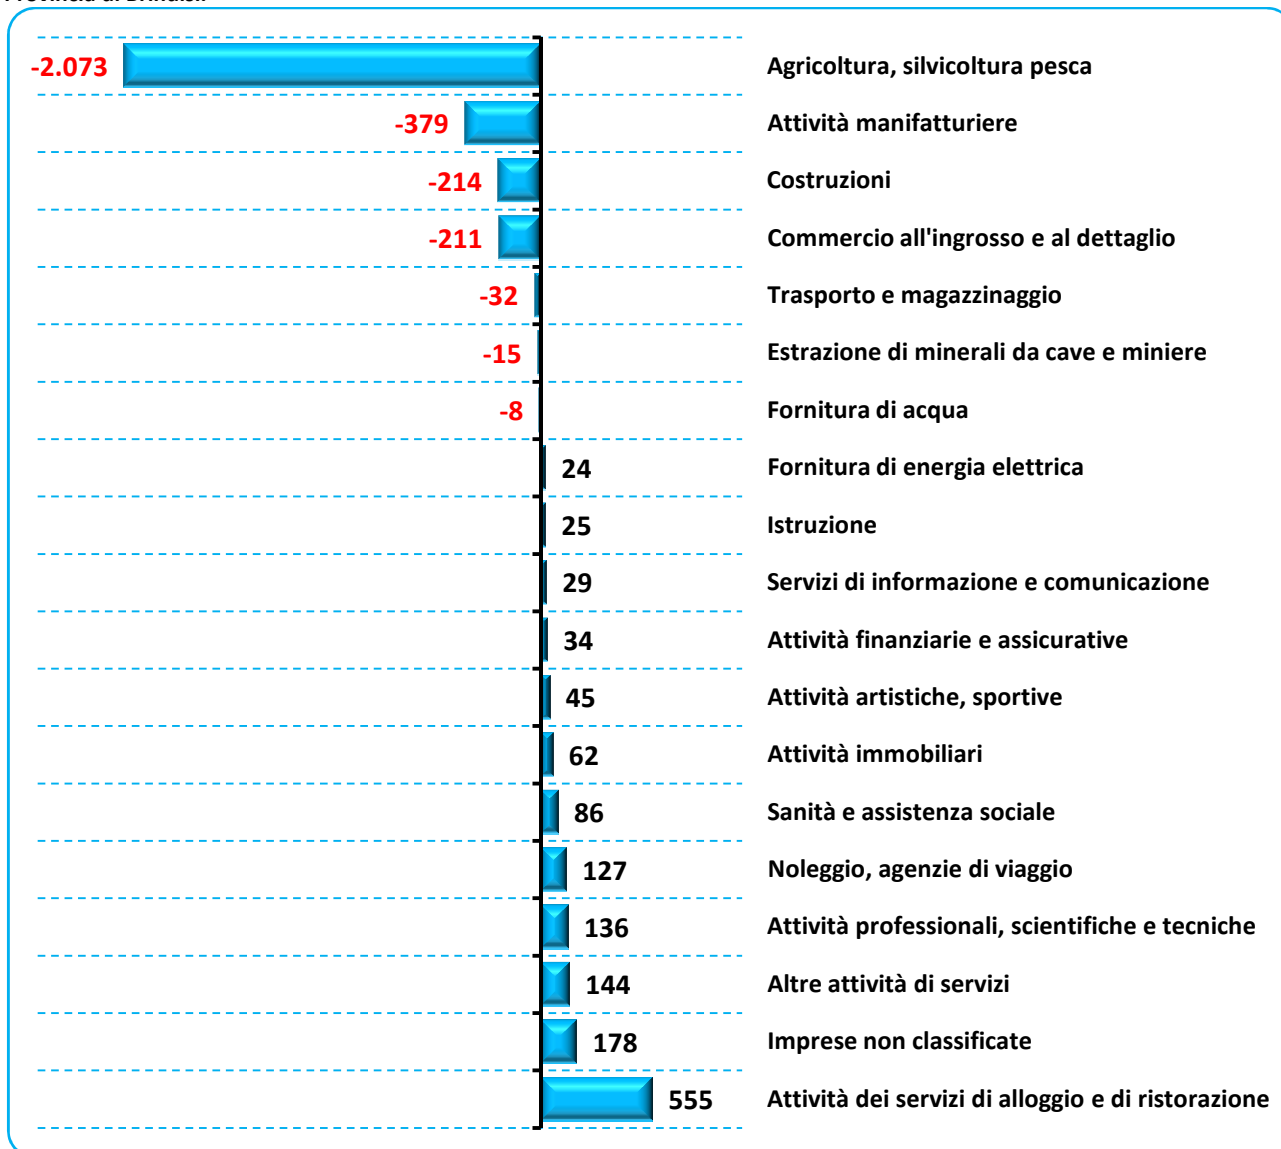 Provincia di Brindisi.
-2.073 Agricoltura, silvicoltura pesca
-379 Attività manifatturiere
-214 Costruzioni
-211 Commercio all'ingrosso e al dettaglio
-32 Trasporto e magazzinaggio
-15 Estrazione di minerali da cave e miniere
-8 Fornitura di acqua
24 Fornitura di energia elettrica
25 Istruzione
29 Servizi di informazione e comunicazione
34 Attività finanziarie e assicurative
45 Attività artistiche, sportive
62 Attività immobiliari
86 Sanità e assistenza sociale
127 Noleggio, agenzie di viaggio
136 Attività professionali, scientifiche e tecniche
144 Altre attività di servizi
178 Imprese non classificate
555 Attività dei servizi di alloggio e di ristorazione